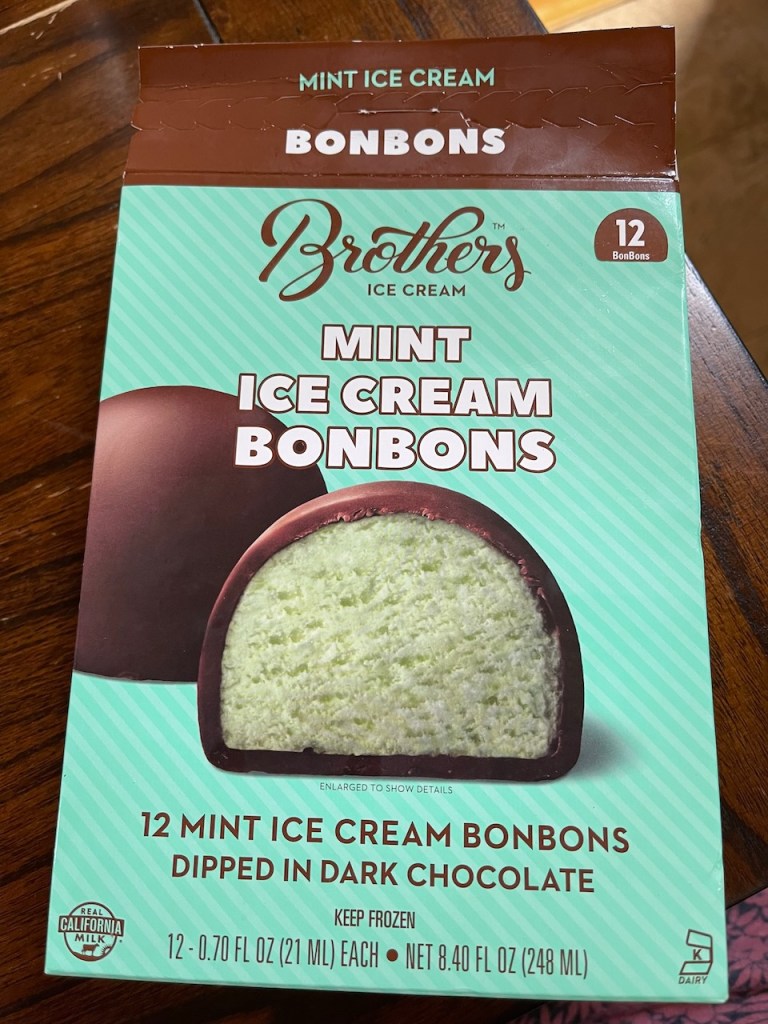 MINT ICE CREAM
BONBONS
Brothers™
ICE CREAM
12
BonBons
MINT
ICE CREAM
BONBONS
ENLARGED TO SHOW DETAILS
12 MINT ICE CREAM BONBONS
DIPPED IN DARK CHOCOLATE
KEEP FROZEN
12 - 0.70 FL OZ (21 ML) EACH • NET 8.40 FL OZ (248 ML)
REAL
CALIFORNIA
MILK
K
DAIRY